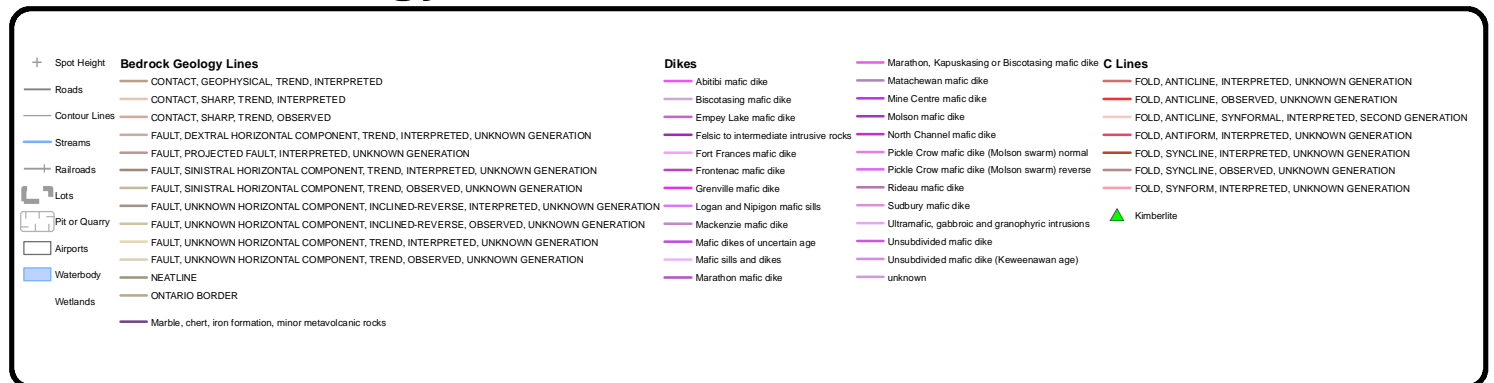 Spot Height
Roads
Contour Lines
Streams
Railroads
Lots
Pit or Quarry
Airports
Waterbody
Wetlands
Bedrock Geology Lines
CONTACT, GEOPHYSICAL, TREND, INTERPRETED
CONTACT, SHARP, TREND, INTERPRETED
CONTACT, SHARP, TREND, OBSERVED
FAULT, DEXTRAL HORIZONTAL COMPONENT, TREND, INTERPRETED, UNKNOWN GENERATION
FAULT, PROJECTED FAULT, INTERPRETED, UNKNOWN GENERATION
FAULT, SINISTRAL HORIZONTAL COMPONENT, TREND, INTERPRETED, UNKNOWN GENERATION
FAULT, SINISTRAL HORIZONTAL COMPONENT, TREND, OBSERVED, UNKNOWN GENERATION
FAULT, UNKNOWN HORIZONTAL COMPONENT, INCLINED-REVERSE, INTERPRETED, UNKNOWN GENERATION
FAULT, UNKNOWN HORIZONTAL COMPONENT, INCLINED-REVERSE, OBSERVED, UNKNOWN GENERATION
FAULT, UNKNOWN HORIZONTAL COMPONENT, TREND, INTERPRETED, UNKNOWN GENERATION
FAULT, UNKNOWN HORIZONTAL COMPONENT, TREND, OBSERVED, UNKNOWN GENERATION
NEATLINE
ONTARIO BORDER
Marble, chert, iron formation, minor metavolcanic rocks
Dikes
Abitibi mafic dike
Biscotasing mafic dike
Empey Lake mafic dike
Felsic to intermediate intrusive rocks
Fort Frances mafic dike
Frontenac mafic dike
Grenville mafic dike
Logan and Nipigon mafic sills
Mackenzie mafic dike
Mafic dikes of uncertain age
Mafic sills and dikes
Marathon mafic dike
Marathon, Kapuskasing or Biscotasing mafic dike
Matachewan mafic dike
Mine Centre mafic dike
Molson mafic dike
North Channel mafic dike
Pickle Crow mafic dike (Molson swarm) normal
Pickle Crow mafic dike (Molson swarm) reverse
Rideau mafic dike
Sudbury mafic dike
Ultramafic, gabbroic and granophyric intrusions
Unsubdivided mafic dike
Unsubdivided mafic dike (Keweenawan age)
unknown
C Lines
FOLD, ANTICLINE, INTERPRETED, UNKNOWN GENERATION
FOLD, ANTICLINE, OBSERVED, UNKNOWN GENERATION
FOLD, ANTICLINE, SYNFORMAL, INTERPRETED, SECOND GENERATION
FOLD, ANTIFORM, INTERPRETED, UNKNOWN GENERATION
FOLD, SYNCLINE, INTERPRETED, UNKNOWN GENERATION
FOLD, SYNCLINE, OBSERVED, UNKNOWN GENERATION
FOLD, SYNFORM, INTERPRETED, UNKNOWN GENERATION
Kimberlite